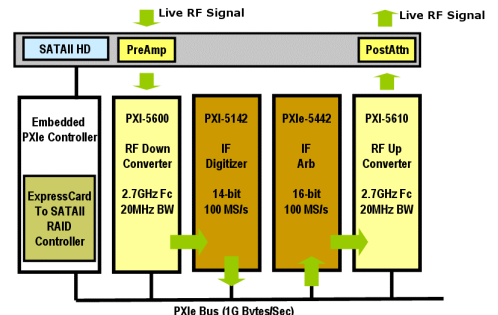 Live RF Signal
Live RF Signal
SATAII HD
PreAmp
PostAttn
Embedded
PXIe Controller
ExpressCard
To SATAII
RAID
Controller
PXI-5600
RF Down
Converter
2.7GHz Fc
20MHz BW
PXI-5142
IF
Digitizer
14-bit
100 MS/s
PXIe-5442
IF
Arb
16-bit
100 MS/s
PXI-5610
RF Up
Converter
2.7GHz Fc
20MHz BW
PXIe Bus (1G Bytes/Sec)